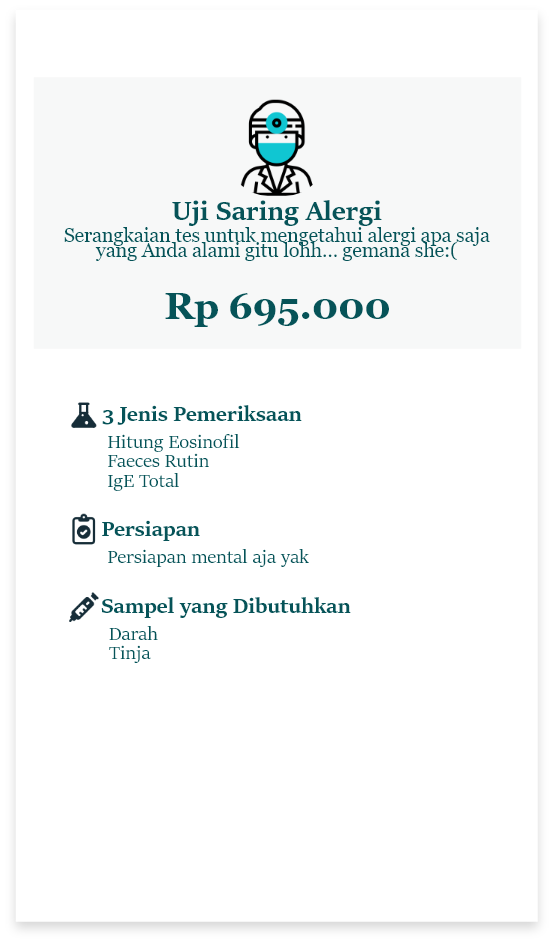 Uji Saring Alergi
Serangkaian tes untuk mengetahui alergi apa saja
yang Anda alami gitu lohh... gemana she:(
Rp 695.000
3 Jenis Pemeriksaan
Hitung Eosinofil
Faeces Rutin
IgE Total
Persiapan
Persiapan mental aja yak
Sampel yang Dibutuhkan
Darah
Tinja